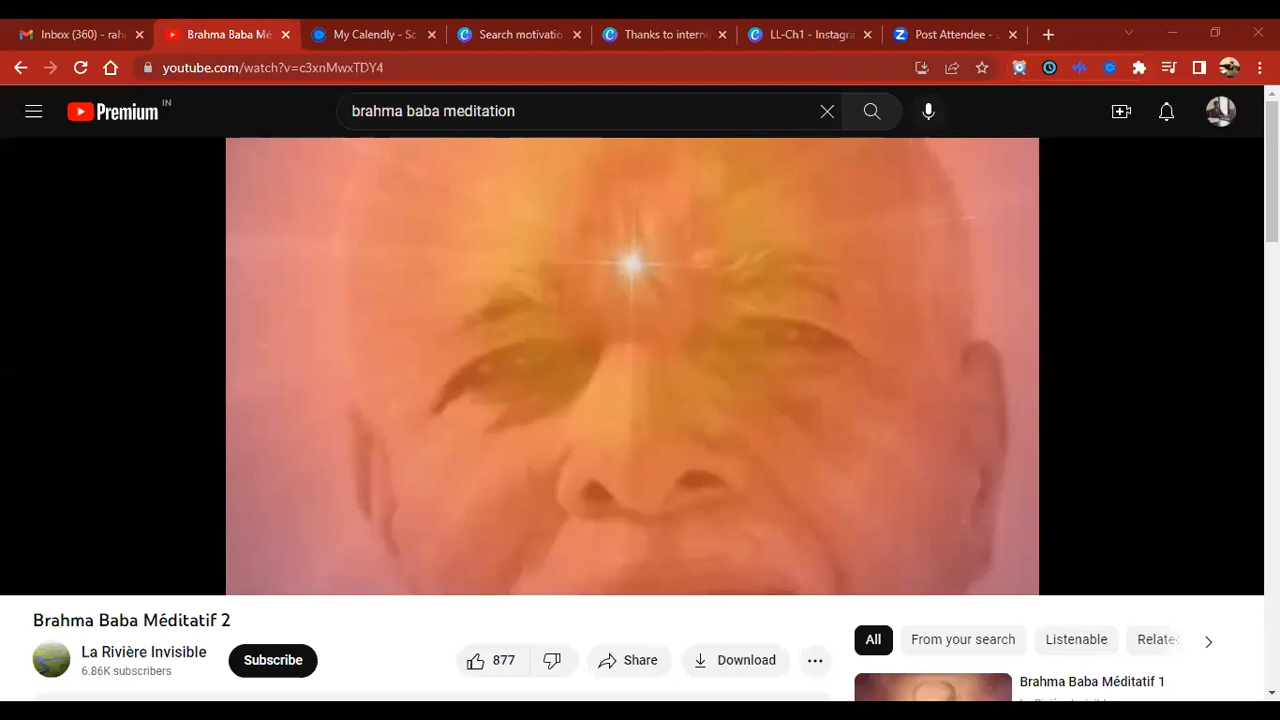 Inbox (360) - rah
Brahma Baba Mé
My Calendly - Sc
Search motivatio
Thanks to intern
LL-Ch1 - Instagra
Post Attendee - Z
youtube.com/watch?v=c3xnMwxTDY4
Premium IN
brahma baba meditation
Brahma Baba Méditatif 2
La Rivière Invisible
6.86K subscribers
Subscribe
877
Share
Download
All
From your search
Listenable
Relate
Brahma Baba Méditatif 1